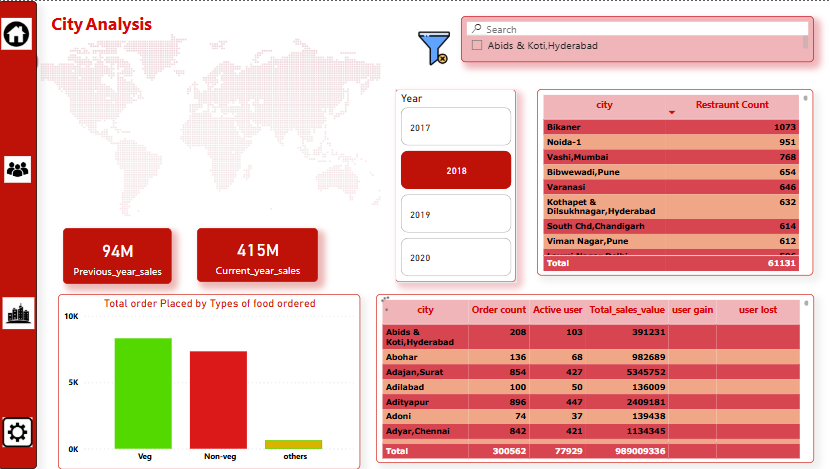 City Analysis
Search
Abids & Koti,Hyderabad
Year
2017
2018
2019
2020
city Restraunt Count
Bikaner 1073
Noida-1 951
Vashi,Mumbai 768
Bibwewadi,Pune 654
Varanasi 646
Kothapet & 632
Dilsukhnagar,Hyderabad
South Chd,Chandigarh 614
Viman Nagar,Pune 612
Total 61131
94M
Previous_year_sales
415M
Current_year_sales
Total order Placed by Types of food ordered
10K
5K
0K
Veg Non-veg others
city Order count Active user Total_sales_value user gain user lost
Abids & 208 103 391231
Koti,Hyderabad
Abohar 136 68 982689
Adajan,Surat 854 427 5345752
Adilabad 100 50 136009
Adityapur 896 447 2409181
Adoni 74 37 139438
Adyar,Chennai 842 421 1134345
Total 300562 77929 989009336